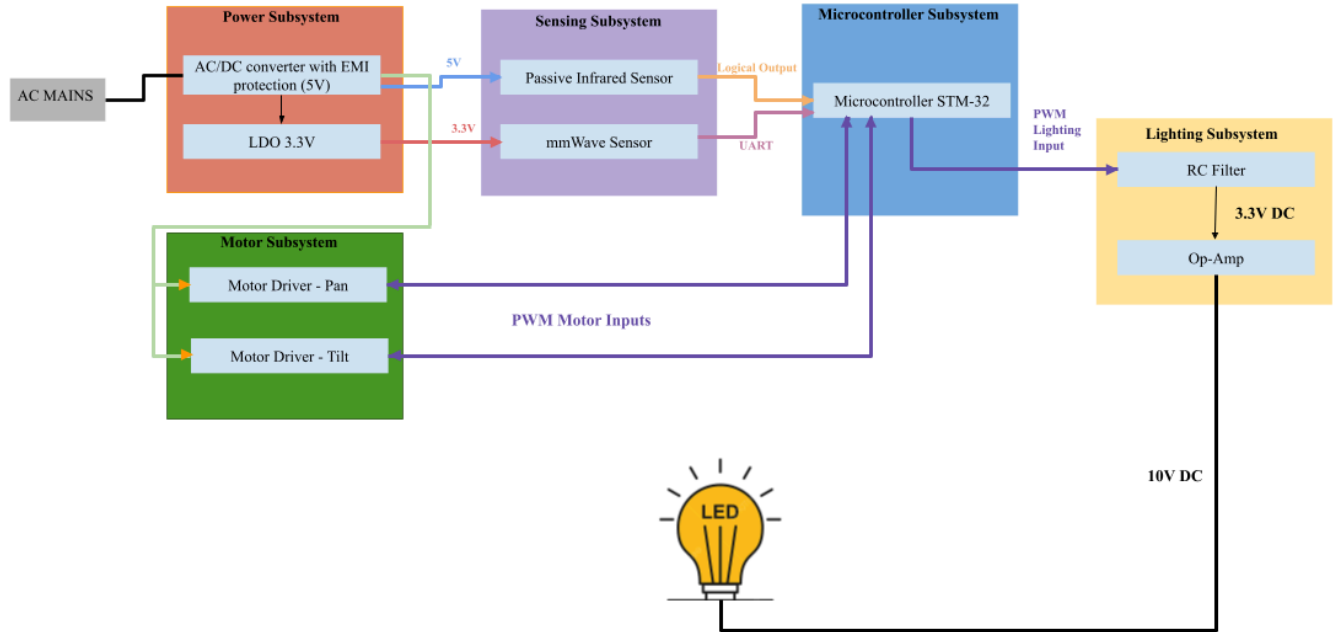 Power Subsystem
AC/DC converter with EMI
protection (5V)
LDO 3.3V
AC MAINS
5V
3.3V
Sensing Subsystem
Passive Infrared Sensor
mmWave Sensor
Logical Output
UART
Microcontroller Subsystem
Microcontroller STM-32
PWM
Lighting
Input
Lighting Subsystem
RC Filter
3.3V DC
Op-Amp
Motor Subsystem
Motor Driver - Pan
Motor Driver - Tilt
PWM Motor Inputs
10V DC
LED